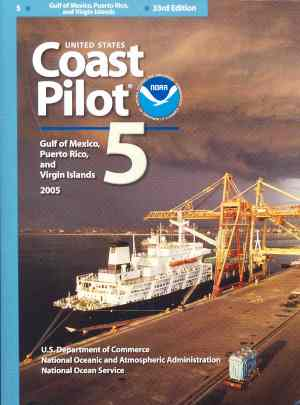 5 • Gulf of Mexico, Puerto Rico, and Virgin Islands • 33rd Edition
UNITED STATES
Coast
Pilot®
NOAA
5
Gulf of Mexico,
Puerto Rico,
and
Virgin Islands
2005
U.S. Department of Commerce
National Oceanic and Atmospheric Administration
National Ocean Service